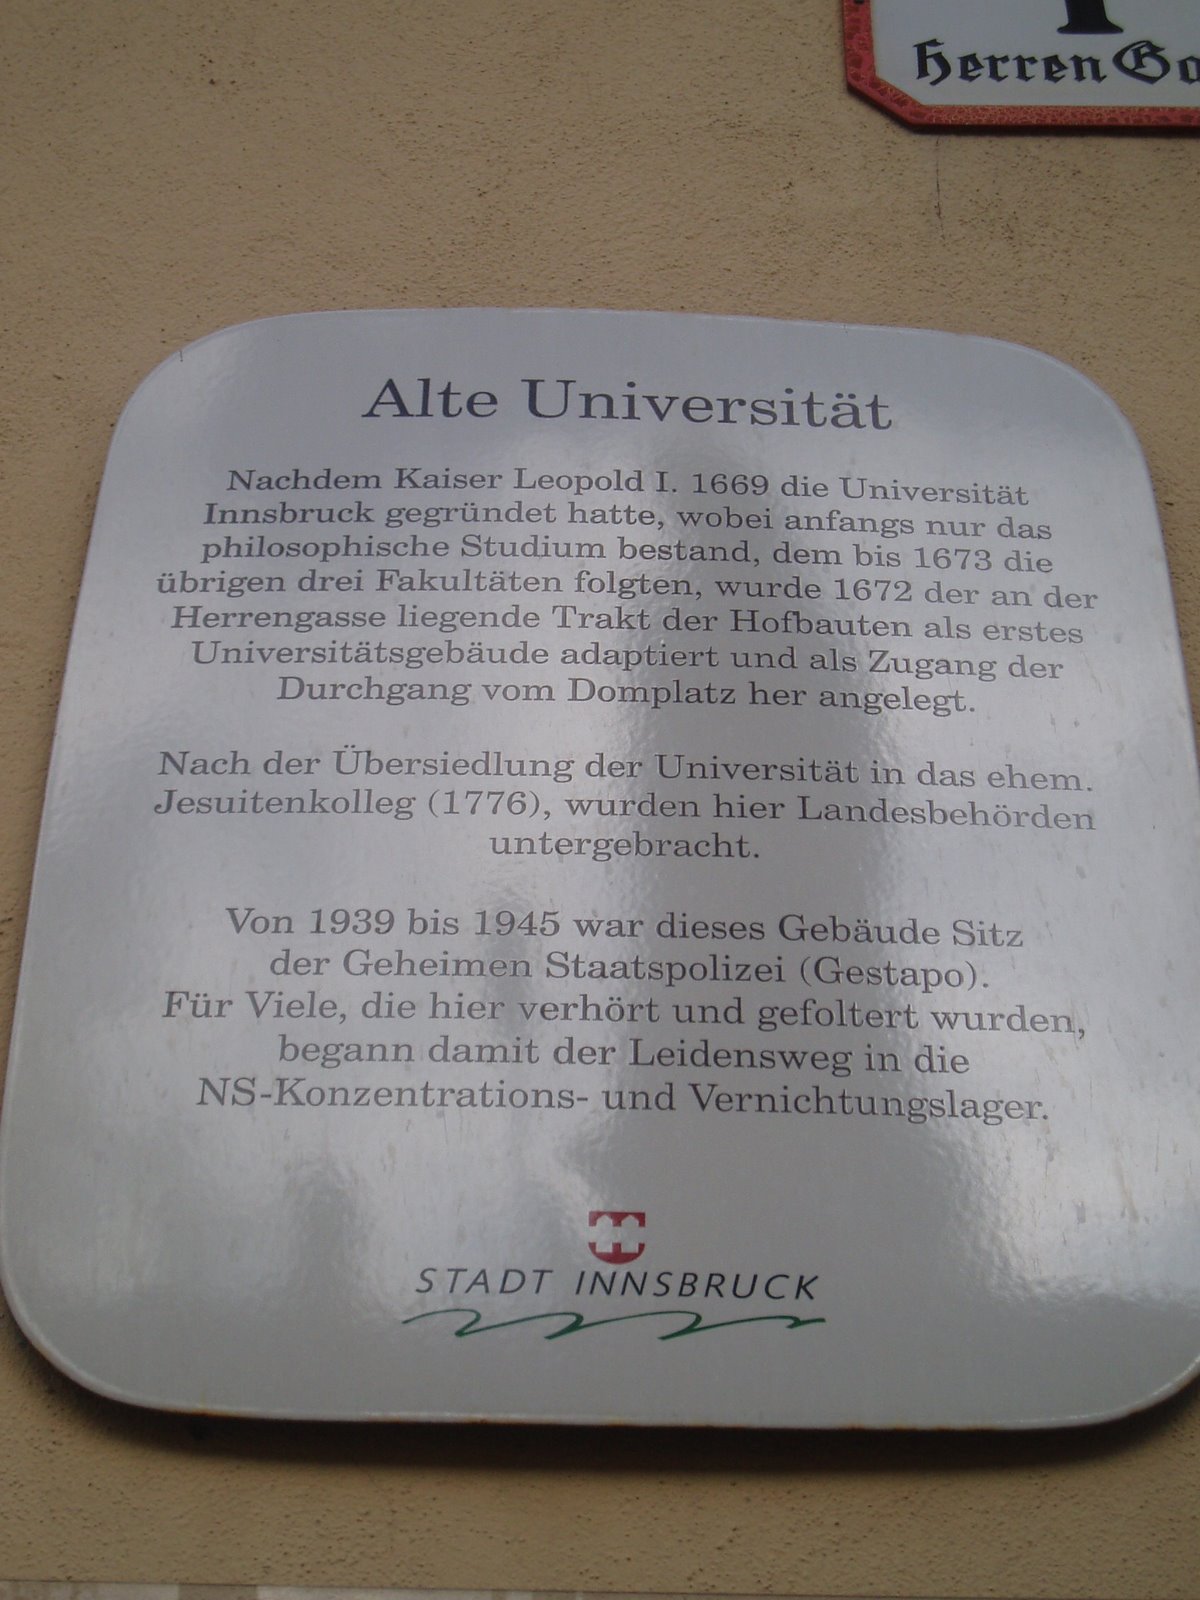 Herren
Alte Universität
Nachdem Kaiser Leopold I. 1669 die Universität
Innsbruck gegründet hatte, wobei anfangs nur das
philosophische Studium bestand, dem bis 1673 die
übrigen drei Fakultäten folgten, wurde 1672 der an der
Herrengasse liegende Trakt der Hofbauten als erstes
Universitätsgebäude adaptiert und als Zugang der
Durchgang vom Domplatz her angelegt.
Nach der Übersiedlung der Universität in das ehem.
Jesuitenkolleg (1776), wurden hier Landesbehörden
untergebracht.
Von 1939 bis 1945 war dieses Gebäude Sitz
der Geheimen Staatspolizei (Gestapo).
Für Viele, die hier verhört und gefoltert wurden,
begann damit der Leidensweg in die
NS-Konzentrations- und Vernichtungslager.
STADT INNSBRUCK